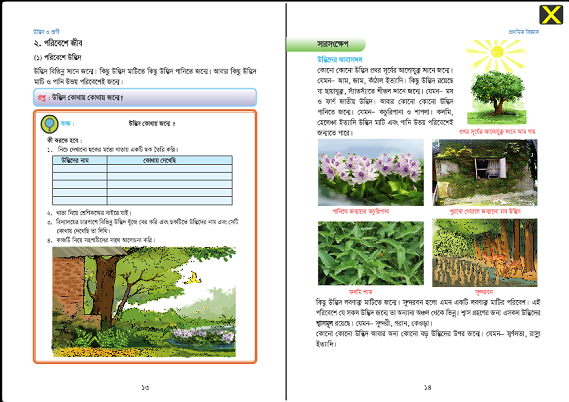 উদ্ভিদ ও প্রাণী
২. পরিবেশে জীব
(১) পরিবেশে উদ্ভিদ
উদ্ভিদ বিভিন্ন স্থানে জন্মে। কিছু উদ্ভিদ মাটিতে কিছু উদ্ভিদ পানিতে জন্মে। আবার কিছু উদ্ভিদ
মাটি ও পানি উভয় পরিবেশেই জন্মে।
প্রশ্ন : উদ্ভিদ কোথায় কোথায় জন্মে?
কাজ : উদ্ভিদ কোথায় জন্মে ?
কী করতে হবে :
১. নিচে দেখানো ছকের মতো খাতায় একটি ছক তৈরি করি।
উদ্ভিদের নাম কোথায় দেখেছি
২. খাতা নিয়ে শ্রেণিকক্ষের বাইরে যাই।
৩. বিদ্যালয়ের চারপাশে বিভিন্ন উদ্ভিদ খুঁজে বের করি এবং ছকটিতে উদ্ভিদের নাম এবং সেটি
কোথায় দেখেছি তা লিখি।
৪. কাজটি নিয়ে সহপাঠীদের সাথে আলোচনা করি।
১৩
প্রাথমিক বিজ্ঞান
সারসংক্ষেপ
উদ্ভিদের আবাসস্থল
কোনো কোনো উদ্ভিদ প্রখর সূর্যের আলোযুক্ত স্থানে জন্মে।
যেমন– আম, জাম, কাঁঠাল ইত্যাদি। কিছু উদ্ভিদ রয়েছে
যা ছায়াযুক্ত, স্যাঁতস্যাঁতে শীতল স্থানে জন্মে। যেমন– মস
ও ফার্ণ জাতীয় উদ্ভিদ। আবার কোনো কোনো উদ্ভিদ
পানিতে জন্মে। যেমন– কচুরিপানা ও শাপলা। কলমি,
হেলেঞ্চা ইত্যাদি উদ্ভিদ মাটি এবং পানি উভয় পরিবেশেই
জন্মাতে পারে।
প্রখর সূর্যের আলোযুক্ত স্থানে আম গাছ
পানিতে জন্মানো কচুরিপানা
পুরানো দেয়ালে জন্মানো মস উদ্ভিদ
কলমি শাক
সুন্দরবন
কিছু উদ্ভিদ লবণাক্ত মাটিতে জন্মে। সুন্দরবন হলো এমন একটি লবণাক্ত মাটির পরিবেশ। এই
পরিবেশে যে সকল উদ্ভিদ জন্মে তা অন্যান্য অঞ্চল থেকে ভিন্ন। শ্বাস গ্রহণের জন্য এসকল উদ্ভিদের
শ্বাসমূল রয়েছে। যেমন– সুন্দরী, গরান, কেওড়া।
কোনো কোনো উদ্ভিদ আবার অন্য কোনো বড় উদ্ভিদের উপর জন্মে। যেমন– স্বর্ণলতা, রাস্না
ইত্যাদি।
১৪